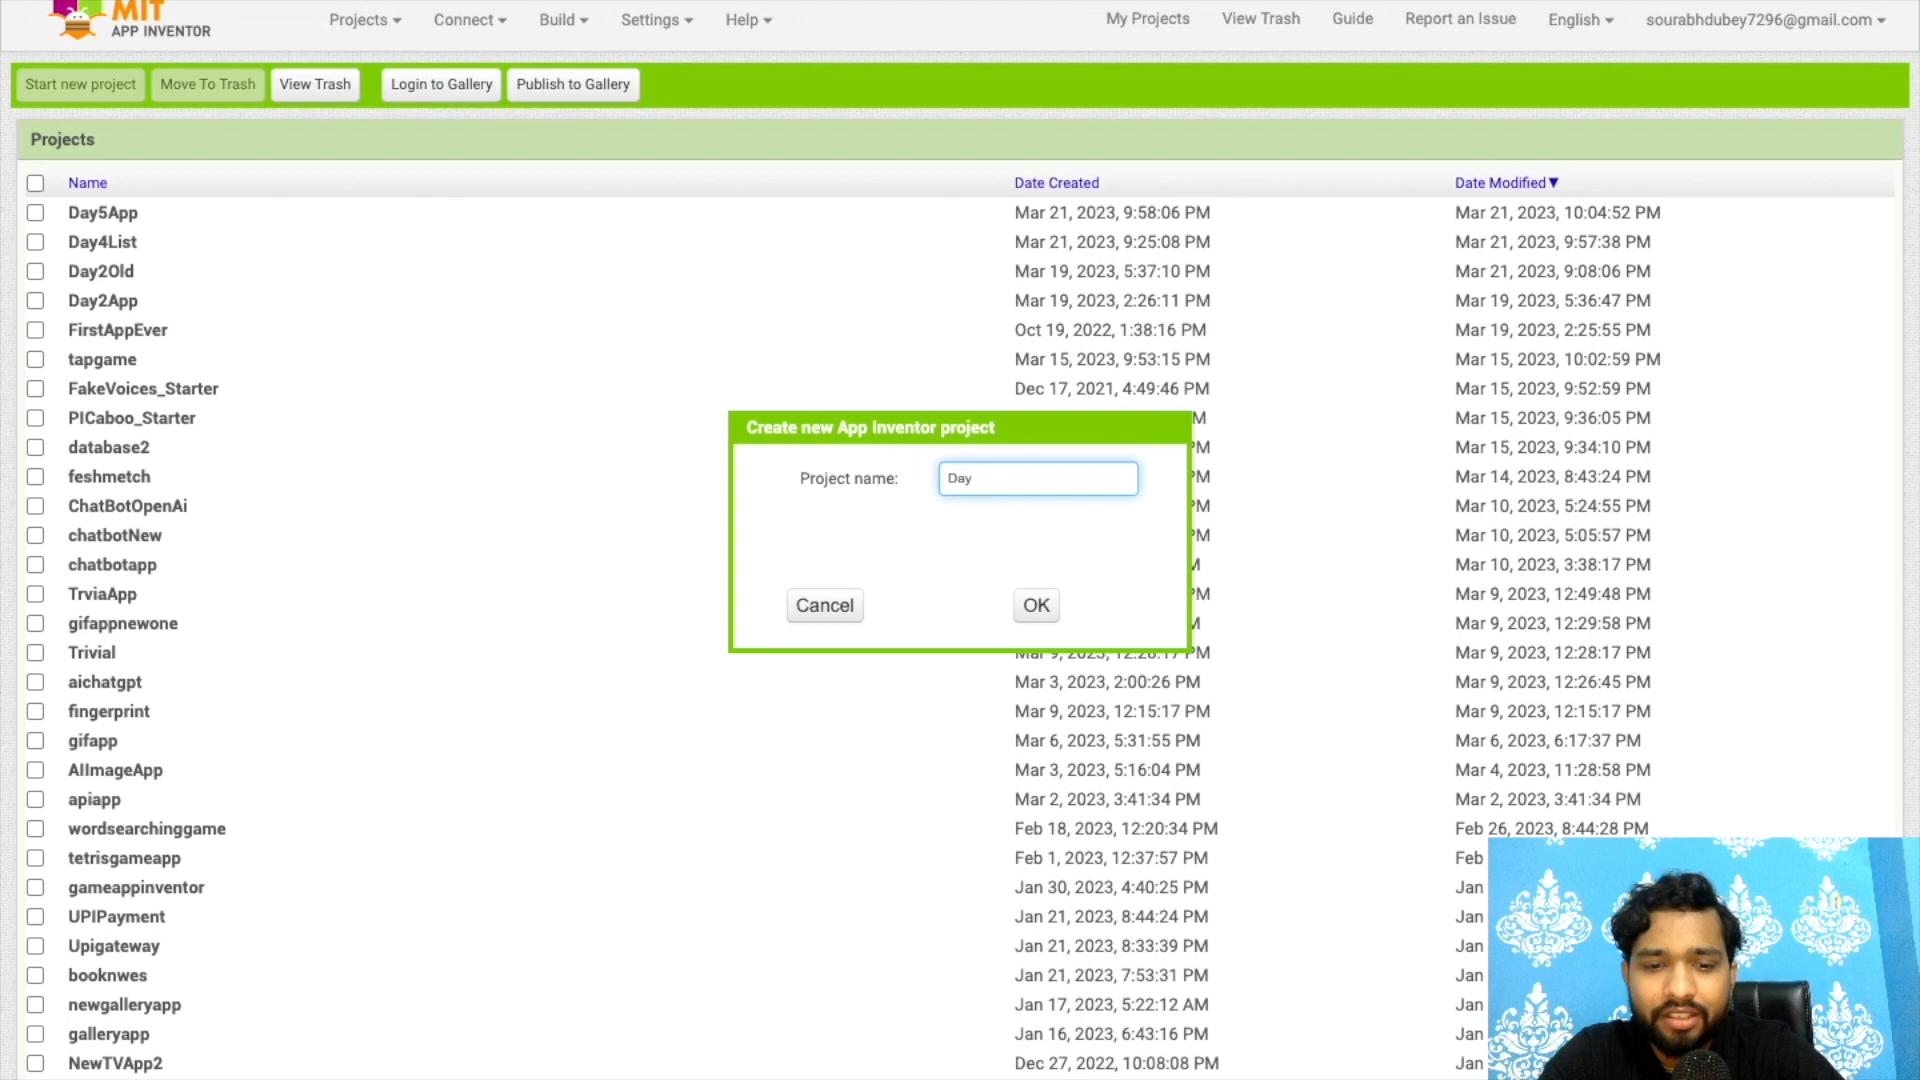 MIT
APP INVENTOR
Projects Connect Build Settings Help My Projects View Trash Guide Report an Issue English sourabhdubey7296@gmail.com
Start new project Move To Trash View Trash Login to Gallery Publish to Gallery
Projects
Name Date Created Date Modified▼
Day5App Mar 21, 2023, 9:58:06 PM Mar 21, 2023, 10:04:52 PM
Day4List Mar 21, 2023, 9:25:08 PM Mar 21, 2023, 9:57:38 PM
Day2Old Mar 19, 2023, 5:37:10 PM Mar 21, 2023, 9:08:06 PM
Day2App Mar 19, 2023, 2:26:11 PM Mar 19, 2023, 5:36:47 PM
FirstAppEver Oct 19, 2022, 1:38:16 PM Mar 19, 2023, 2:25:55 PM
tapgame Mar 15, 2023, 9:53:15 PM Mar 15, 2023, 10:02:59 PM
FakeVoices_Starter Dec 17, 2021, 4:49:46 PM Mar 15, 2023, 9:52:59 PM
PICaboo_Starter Mar 15, 2023, 9:36:05 PM
Create new App Inventor project
database2 Mar 15, 2023, 9:34:10 PM
feshmetch Mar 14, 2023, 8:43:24 PM
Project name: Day
ChatBotOpenAi Mar 10, 2023, 5:24:55 PM
chatbotNew Mar 10, 2023, 5:05:57 PM
chatbotapp Mar 10, 2023, 3:38:17 PM
TrviaApp Mar 9, 2023, 12:49:48 PM
Cancel OK
gifappnewone Mar 9, 2023, 12:29:58 PM
Trivial Mar 9, 2023, 12:28:17 PM Mar 9, 2023, 12:28:17 PM
aichatgpt Mar 3, 2023, 2:00:26 PM Mar 9, 2023, 12:26:45 PM
fingerprint Mar 9, 2023, 12:15:17 PM Mar 9, 2023, 12:15:17 PM
gifapp Mar 6, 2023, 5:31:55 PM Mar 6, 2023, 6:17:37 PM
AIImageApp Mar 3, 2023, 5:16:04 PM Mar 4, 2023, 11:28:58 PM
apiapp Mar 2, 2023, 3:41:34 PM Mar 2, 2023, 3:41:34 PM
wordsearchinggame Feb 18, 2023, 12:20:34 PM Feb 26, 2023, 8:44:28 PM
tetrisgameapp Feb 1, 2023, 12:37:57 PM Feb
gameappinventor Jan 30, 2023, 4:40:25 PM Jan
UPIPayment Jan 21, 2023, 8:44:24 PM Jan
Upigateway Jan 21, 2023, 8:33:39 PM Jan
booknwes Jan 21, 2023, 7:53:31 PM Jan
newgalleryapp Jan 17, 2023, 5:22:12 AM Jan
galleryapp Jan 16, 2023, 6:43:16 PM Jan
NewTVApp2 Dec 27, 2022, 10:08:08 PM Jan